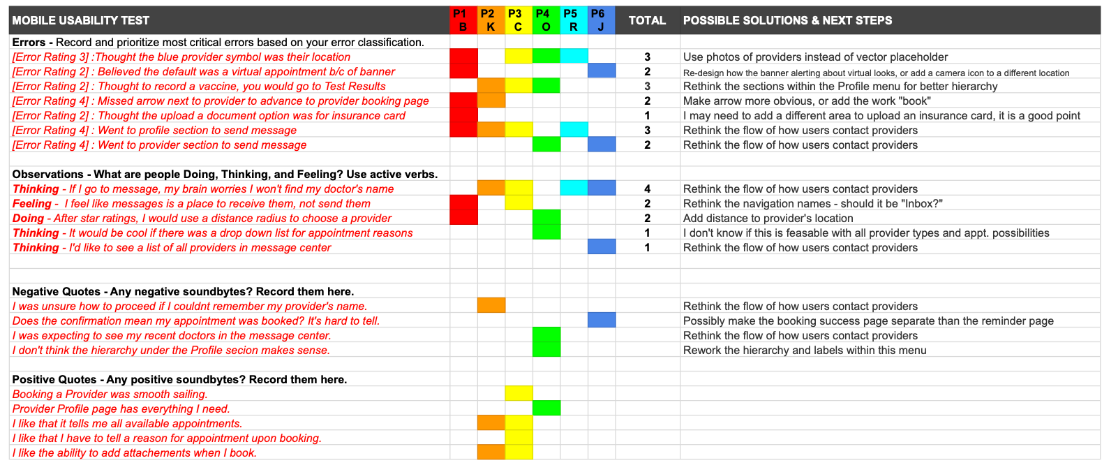 MOBILE USABILITY TEST P1 B P2 K P3 C P4 O P5 R P6 J TOTAL POSSIBLE SOLUTIONS & NEXT STEPS
Errors - Record and prioritize most critical errors based on your error classification.
[Error Rating 3] :Thought the blue provider symbol was their location 3 Use photos of providers instead of vector placeholder
[Error Rating 2] : Believed the default was a virtual appointment b/c of banner 2 Re-design how the banner alerting about virtual looks, or add a camera icon to a different location
[Error Rating 2] : Thought to record a vaccine, you would go to Test Results 3 Rethink the sections within the Profile menu for better hierarchy
[Error Rating 4] : Missed arrow next to provider to advance to provider booking page 2 Make arrow more obvious, or add the work "book"
[Error Rating 2] : Thought the upload a document option was for insurance card 1 I may need to add a different area to upload an insurance card, it is a good point
[Error Rating 4] : Went to profile section to send message 3 Rethink the flow of how users contact providers
[Error Rating 4] : Went to provider section to send message 2 Rethink the flow of how users contact providers
Observations - What are people Doing, Thinking, and Feeling? Use active verbs.
Thinking - If I go to message, my brain worries I won't find my doctor's name 4 Rethink the flow of how users contact providers
Feeling - I feel like messages is a place to receive them, not send them 2 Rethink the navigation names - should it be "Inbox?"
Doing - After star ratings, I would use a distance radius to choose a provider 2 Add distance to provider's location
Thinking - It would be cool if there was a drop down list for appointment reasons 1 I don't know if this is feasable with all provider types and appt. possibilities
Thinking - I'd like to see a list of all providers in message center 1 Rethink the flow of how users contact providers
Negative Quotes - Any negative soundbytes? Record them here.
I was unsure how to proceed if I couldnt remember my provider's name. Rethink the flow of how users contact providers
Does the confirmation mean my appointment was booked? It's hard to tell. Possibly make the booking success page separate than the reminder page
I was expecting to see my recent doctors in the message center. Rethink the flow of how users contact providers
I don't think the hierarchy under the Profile secion makes sense. Rework the hierarchy and labels within this menu
Positive Quotes - Any positive soundbytes? Record them here.
Booking a Provider was smooth sailing.
Provider Profile page has everything I need.
I like that it tells me all available appointments.
I like that I have to tell a reason for appointment upon booking.
I like the ability to add attachements when I book.